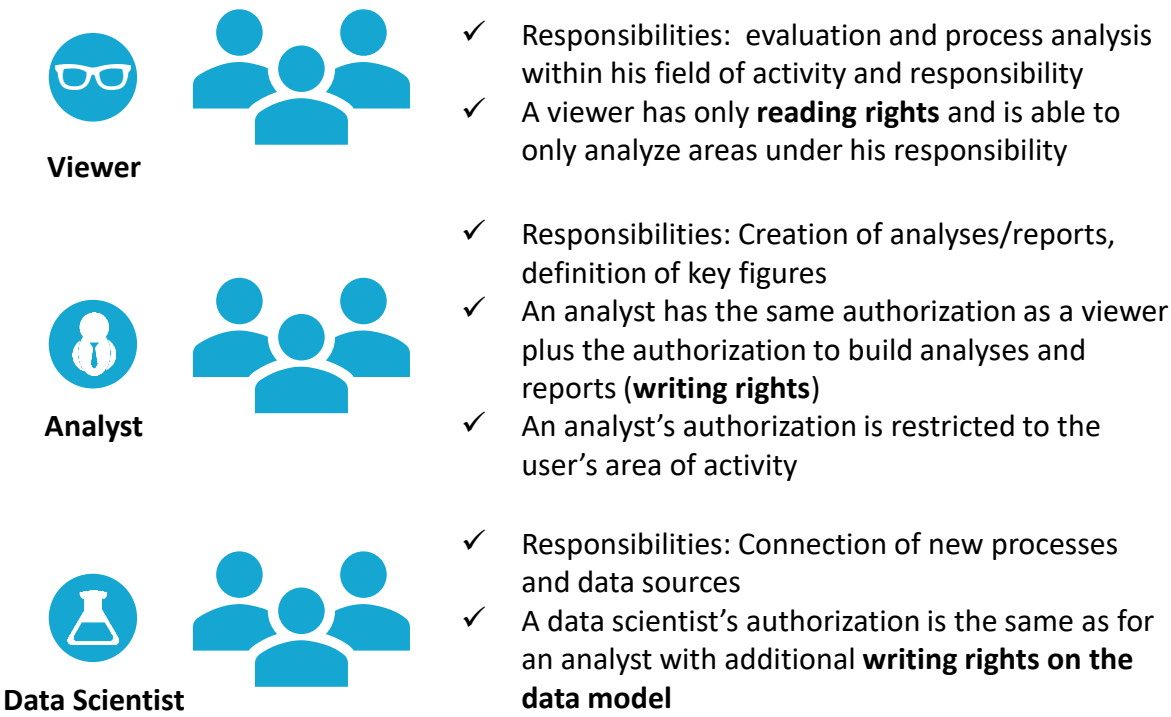 Viewer
✓ Responsibilities: evaluation and process analysis
within his field of activity and responsibility
✓ A viewer has only reading rights and is able to
only analyze areas under his responsibility
Analyst
✓ Responsibilities: Creation of analyses/reports,
definition of key figures
✓ An analyst has the same authorization as a viewer
plus the authorization to build analyses and
reports (writing rights)
✓ An analyst’s authorization is restricted to the
user’s area of activity
Data Scientist
✓ Responsibilities: Connection of new processes
and data sources
✓ A data scientist’s authorization is the same as for
an analyst with additional writing rights on the
data model